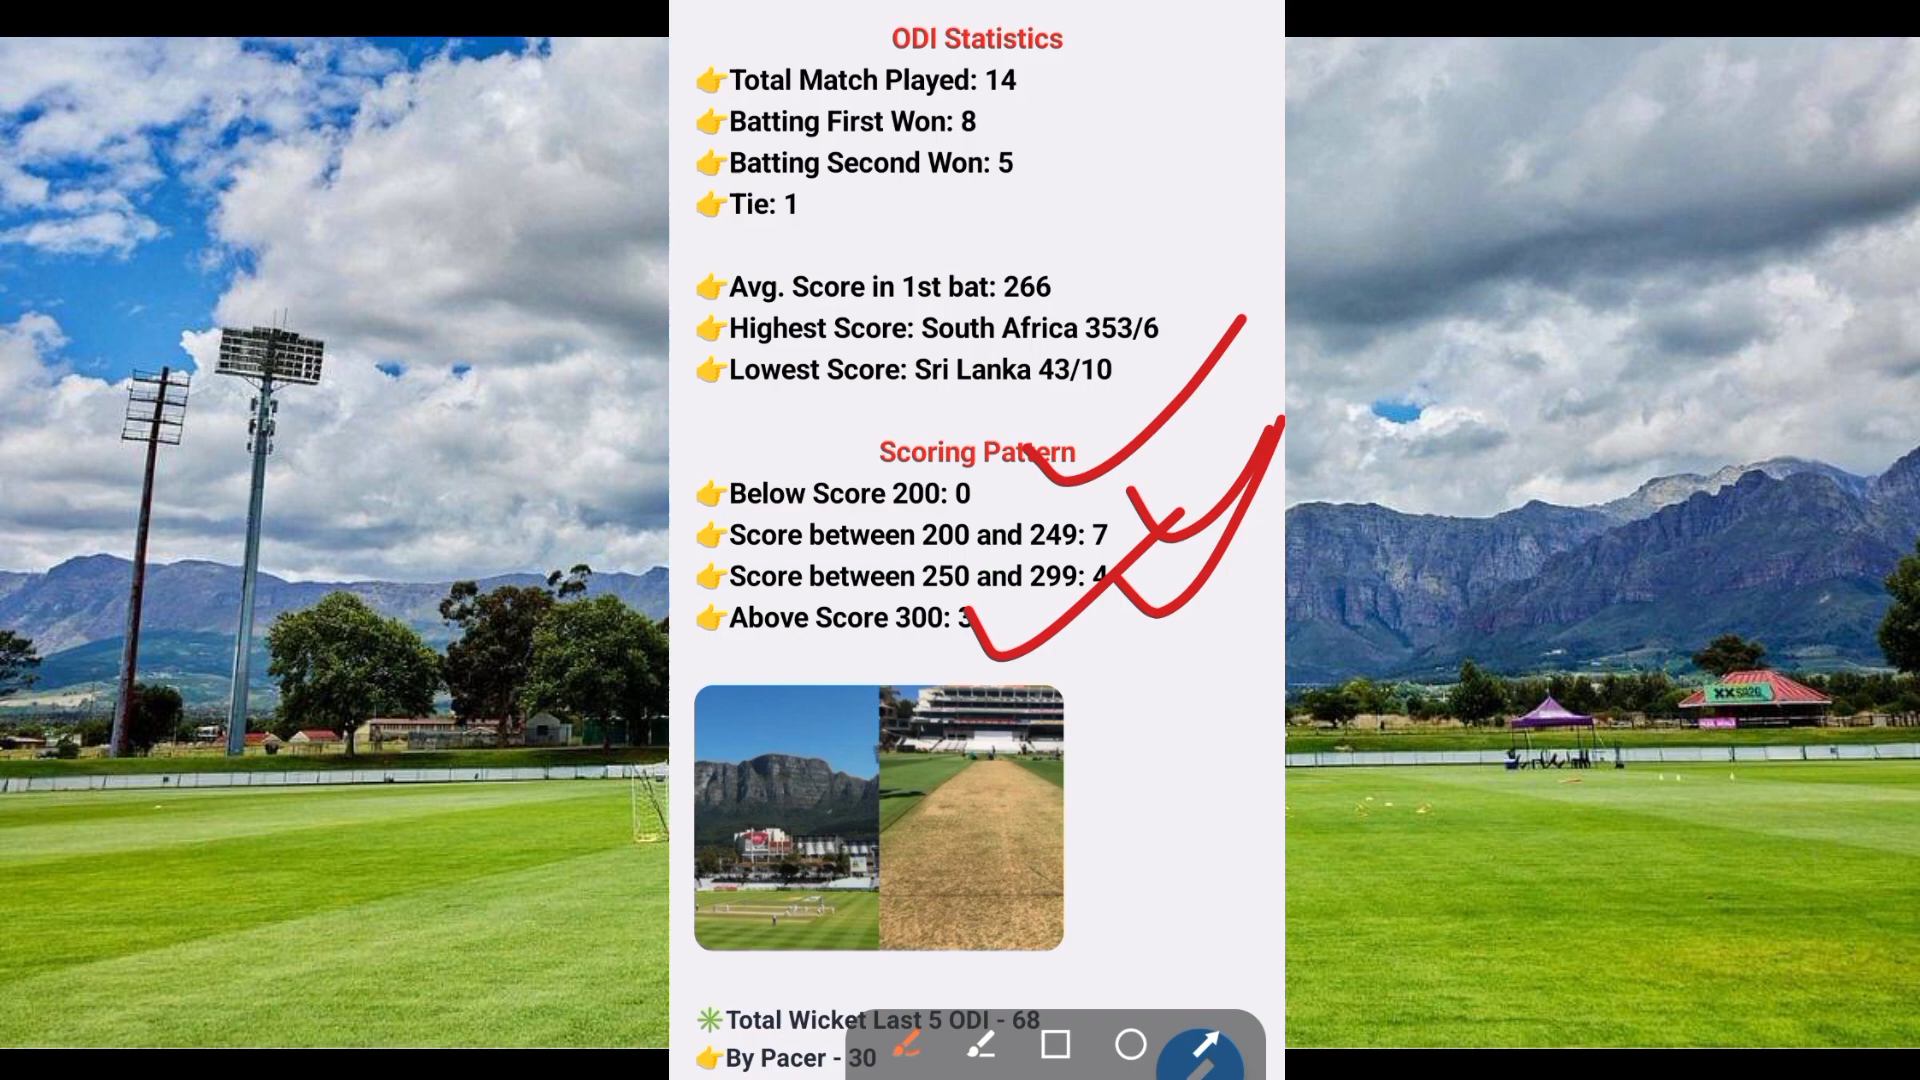 ODI Statistics
👉Total Match Played: 14
👉Batting First Won: 8
👉Batting Second Won: 5
👉Tie: 1
👉Avg. Score in 1st bat: 266
👉Highest Score: South Africa 353/6
👉Lowest Score: Sri Lanka 43/10
Scoring Pattern
👉Below Score 200: 0
👉Score between 200 and 249: 7
👉Score between 250 and 299: 4
👉Above Score 300: 3
✳️Total Wicket Last 5 ODI - 68
👉By Pacer - 30